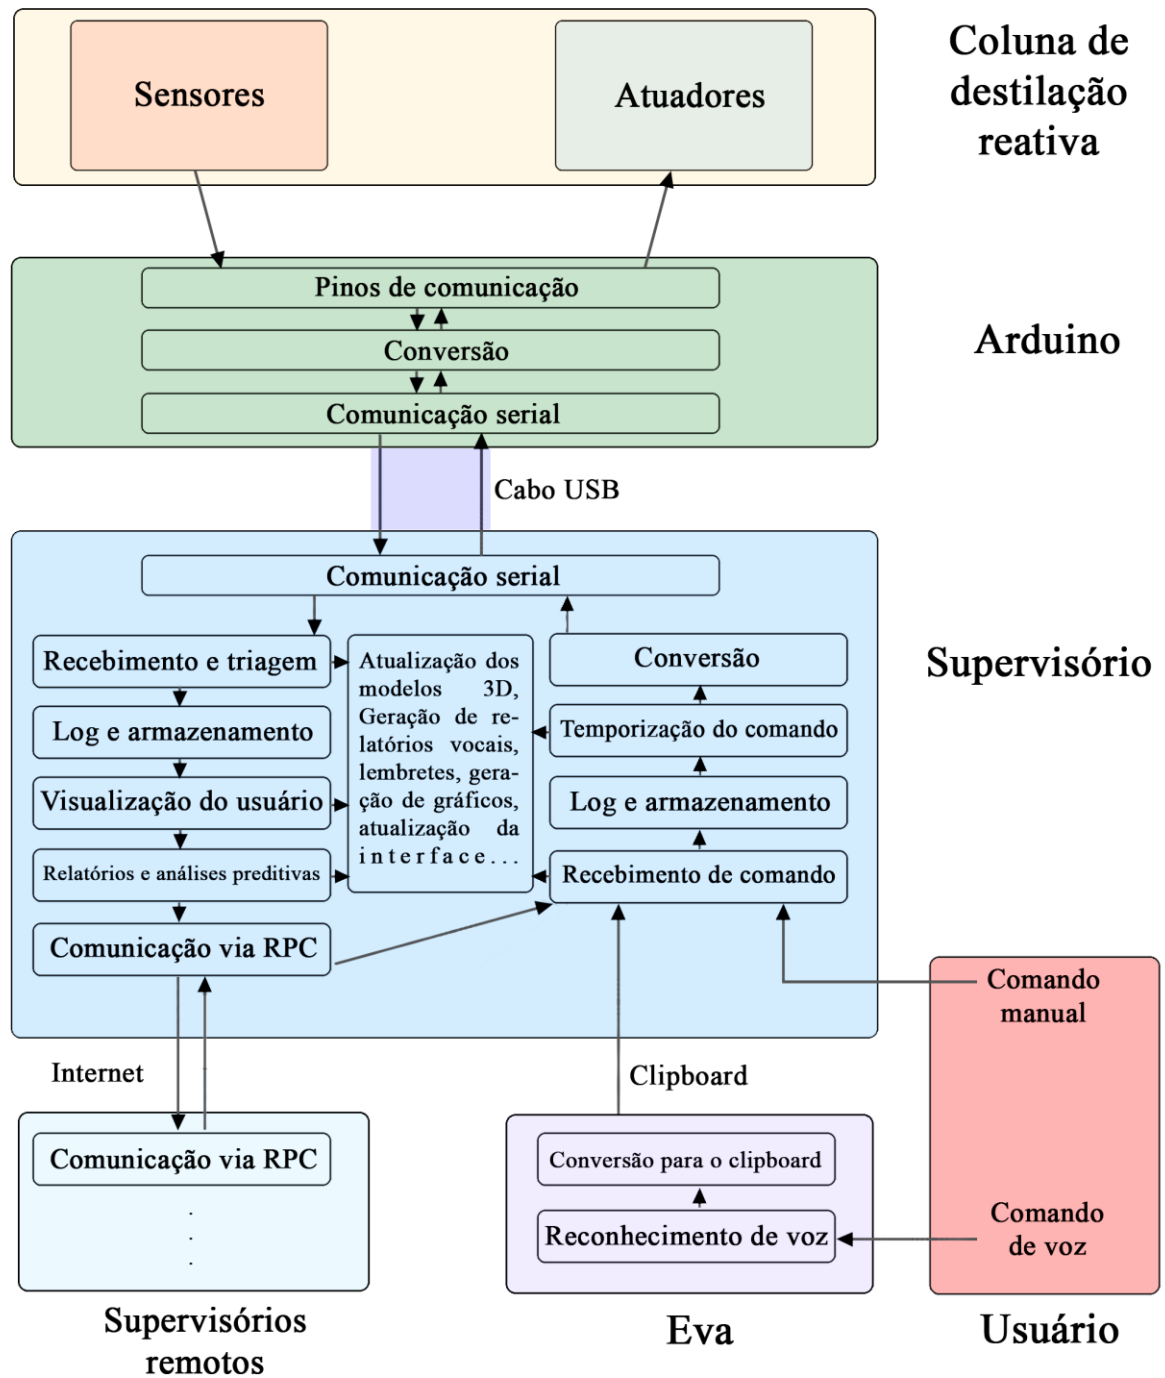 Sensores
Atuadores
Coluna de
destilação
reativa
Pinos de comunicação
Conversão
Comunicação serial
Arduino
Cabo USB
Comunicação serial
Recebimento e triagem
Log e armazenamento
Visualização do usuário
Relatórios e análises preditivas
Comunicação via RPC
Atualização dos
modelos 3D,
Geração de re-
latórios vocais,
lembretes, gera-
ção de gráficos,
atualização da
interface...
Conversão
Temporização do comando
Log e armazenamento
Recebimento de comando
Supervisório
Internet
Clipboard
Comunicação via RPC
.
.
.
Supervisórios
remotos
Conversão para o clipboard
Reconhecimento de voz
Eva
Comando
manual
Comando
de voz
Usuário